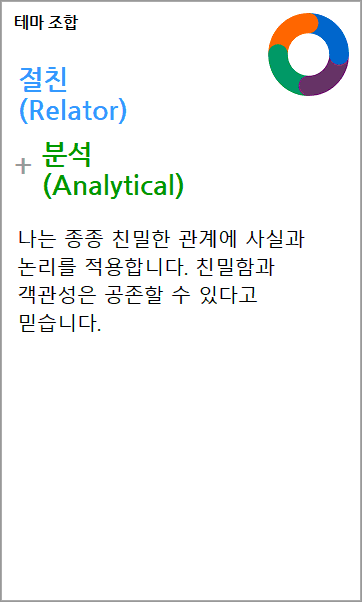 테마 조합
절친
(Relator)
+ 분석
(Analytical)
나는 종종 친밀한 관계에 사실과
논리를 적용합니다. 친밀함과
객관성은 공존할 수 있다고
믿습니다.